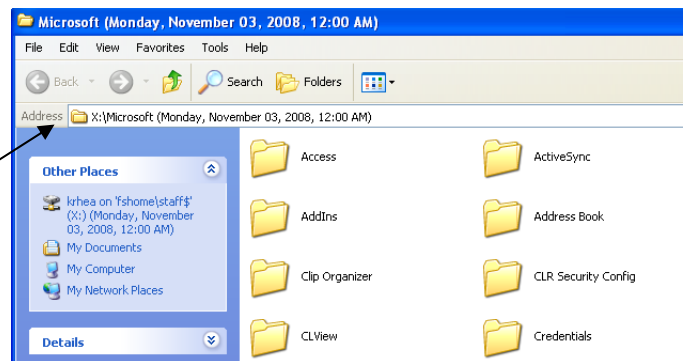 Microsoft (Monday, November 03, 2008, 12:00 AM)
File Edit View Favorites Tools Help
Back Search Folders
Address X:\Microsoft (Monday, November 03, 2008, 12:00 AM)
Other Places
krhea on 'fshome\staff$'
(X:) (Monday, November
03, 2008, 12:00 AM)
My Documents
My Computer
My Network Places
Details
Access ActiveSync
AddIns Address Book
Clip Organizer CLR Security Config
CLView Credentials